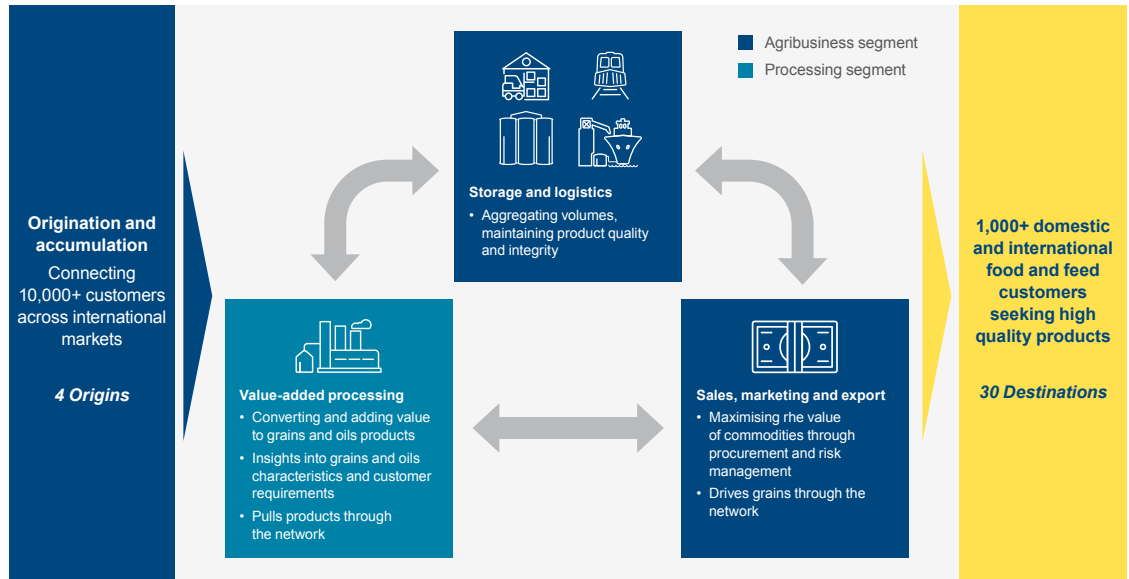 Agribusiness segment
Processing segment
Origination and
accumulation
Connecting
10,000+ customers
across international
markets
4 Origins
Storage and logistics
• Aggregating volumes,
maintaining product quality
and integrity
Value-added processing
• Converting and adding value
to grains and oils products
• Insights into grains and oils
characteristics and customer
requirements
• Pulls products through
the network
Sales, marketing and export
• Maximising rhe value
of commodities through
procurement and risk
management
• Drives grains through the
network
1,000+ domestic
and international
food and feed
customers
seeking high
quality products
30 Destinations